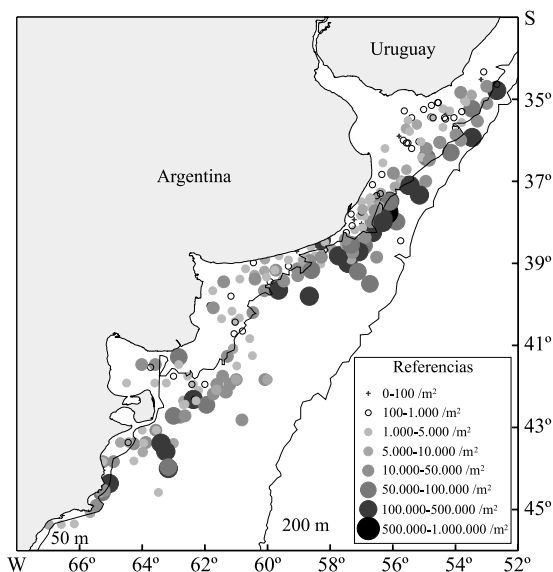 S
Uruguay
35º
Argentina
37º
39º
41º
Referencias
0-100 /m²
100-1.000 /m²
1.000-5.000 /m²
43º
5.000-10.000 /m²
10.000-50.000 /m²
50.000-100.000 /m²
100.000-500.000 /m²
45º
500.000-1.000.000 /m²
50 m
200 m
W 66º 64º 62º 60º 58º 56º 54º 52º